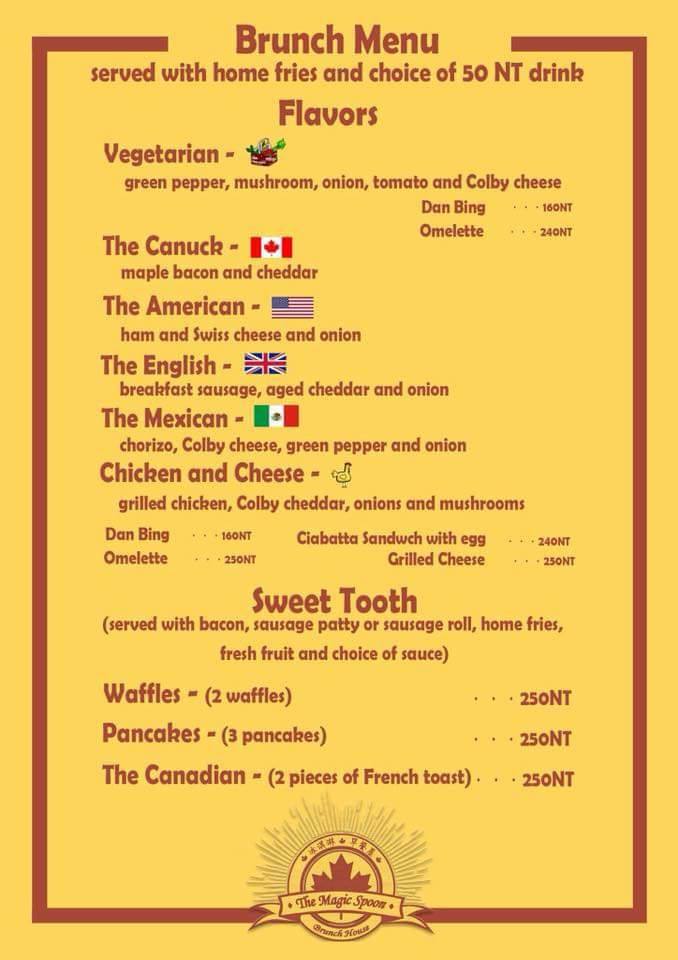 Brunch Menu
served with home fries and choice of 50 NT drink
Flavors
Vegetarian -
green pepper, mushroom, onion, tomato and Colby cheese
Dan Bing . . . 160NT
Omelette . . . 240NT
The Canuck -
maple bacon and cheddar
The American -
ham and Swiss cheese and onion
The English -
breakfast sausage, aged cheddar and onion
The Mexican -
chorizo, Colby cheese, green pepper and onion
Chicken and Cheese -
grilled chicken, Colby cheddar, onions and mushrooms
Dan Bing . . . 160NT
Omelette . . . 250NT
Ciabatta Sandwch with egg . . . 240NT
Grilled Cheese . . . 250NT
Sweet Tooth
(served with bacon, sausage patty or sausage roll, home fries,
fresh fruit and choice of sauce)
Waffles - (2 waffles) . . . 250NT
Pancakes - (3 pancakes) . . . 250NT
The Canadian - (2 pieces of French toast) . . . 250NT
冰淇淋 早餐屋
The Magic Spoon
Brunch House